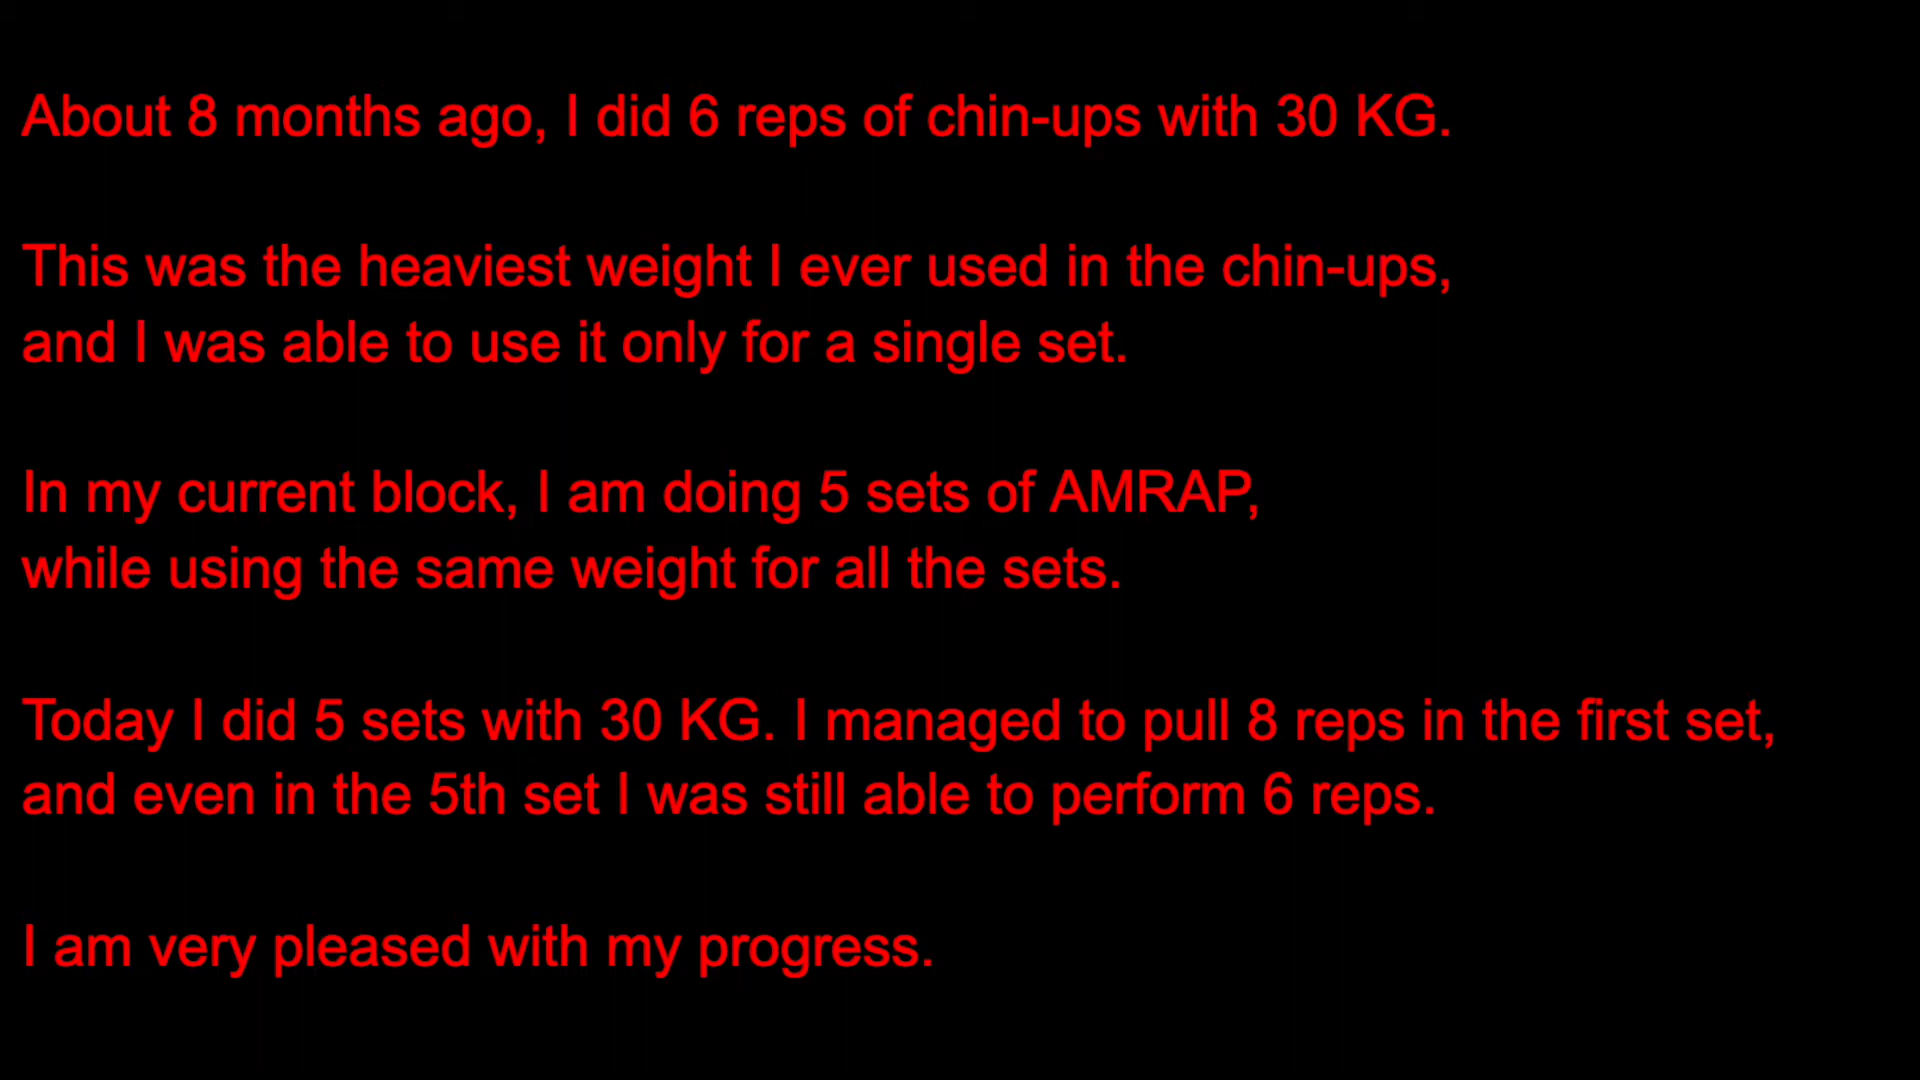 About 8 months ago, I did 6 reps of chin-ups with 30 KG.
This was the heaviest weight I ever used in the chin-ups,
and I was able to use it only for a single set.
In my current block, I am doing 5 sets of AMRAP,
while using the same weight for all the sets.
Today I did 5 sets with 30 KG. I managed to pull 8 reps in the first set,
and even in the 5th set I was still able to perform 6 reps.
I am very pleased with my progress.